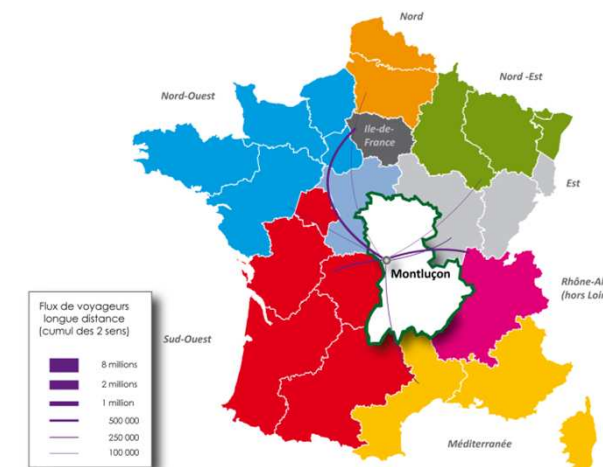 Nord
Nord -Est
Nord-Ouest
Ile-de-
France
Est
Montluçon
Rhône-Al
(hors Loir
Sud-Ouest
Méditerranée
Flux de voyageurs
longue distance
(cumul des 2 sens)
8 millions
2 millions
1 million
500 000
250 000
100 000